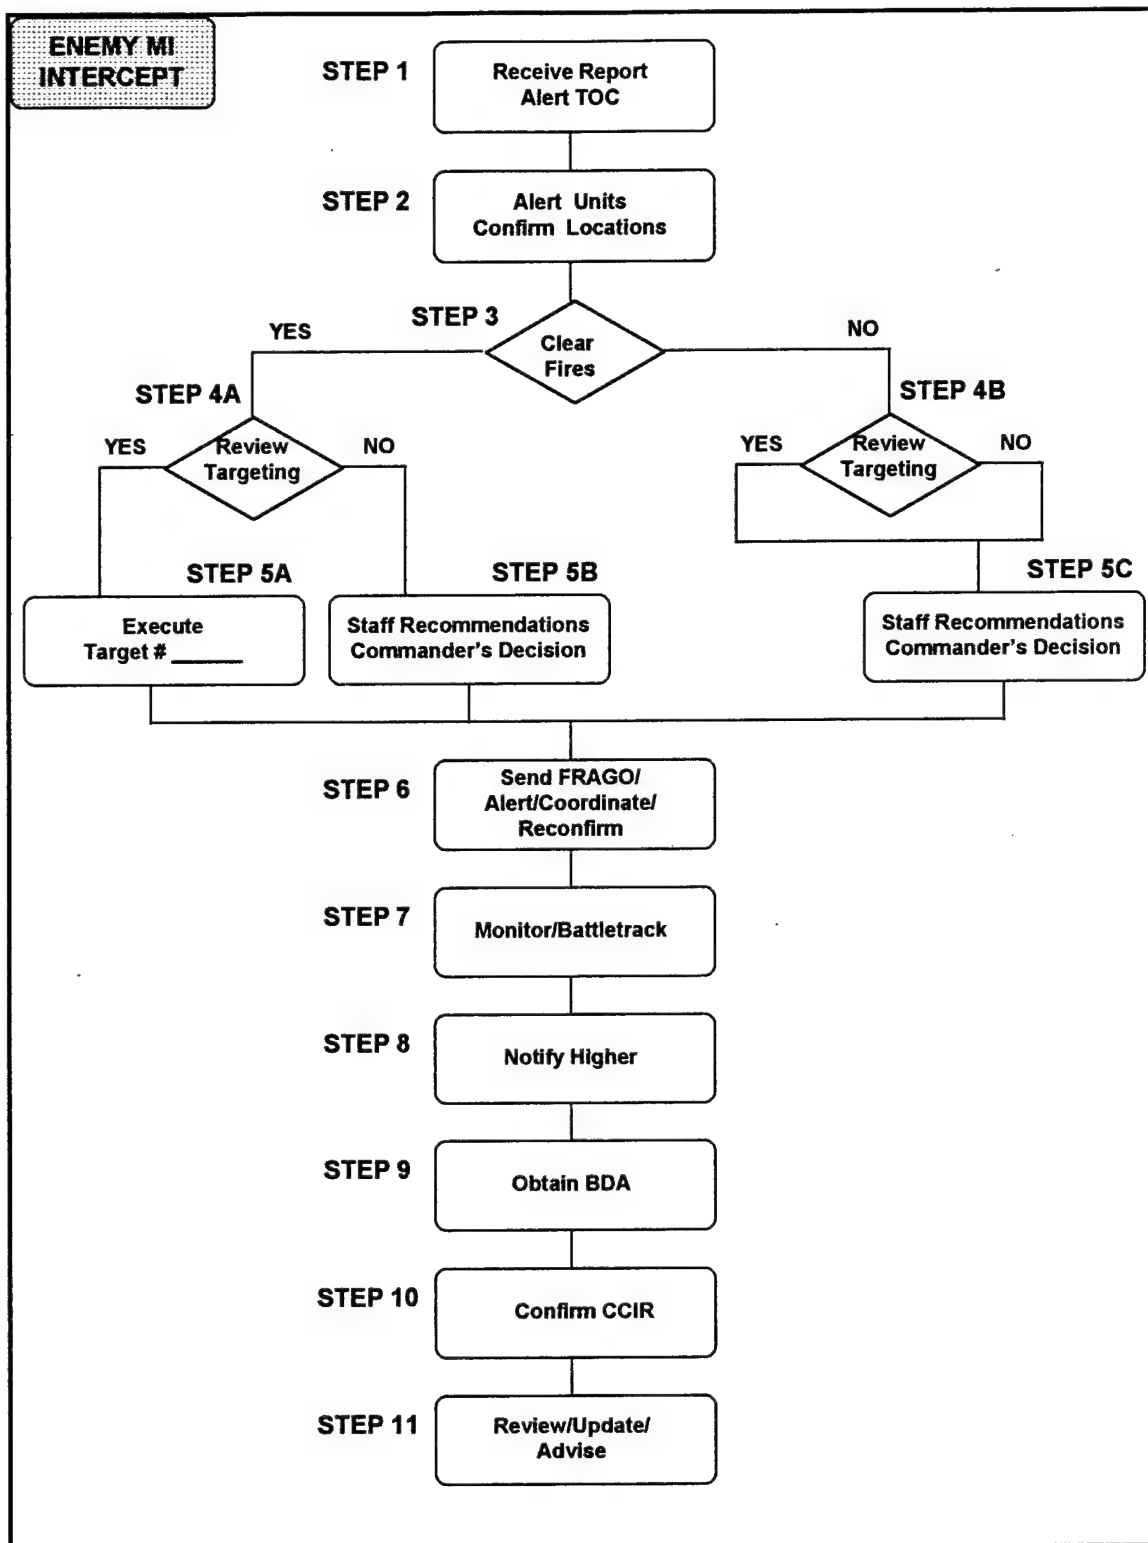 ENEMY MI
INTERCEPT
STEP 1
Receive Report
Alert TOC
STEP 2
Alert Units
Confirm Locations
STEP 3
Clear
Fires
YES
NO
STEP 4A
Review
Targeting
YES
NO
STEP 4B
Review
Targeting
YES
NO
STEP 5A
Execute
Target # ______
STEP 5B
Staff Recommendations
Commander's Decision
STEP 5C
Staff Recommendations
Commander's Decision
STEP 6
Send FRAGO/
Alert/Coordinate/
Reconfirm
STEP 7
Monitor/Battletrack
STEP 8
Notify Higher
STEP 9
Obtain BDA
STEP 10
Confirm CCIR
STEP 11
Review/Update/
Advise